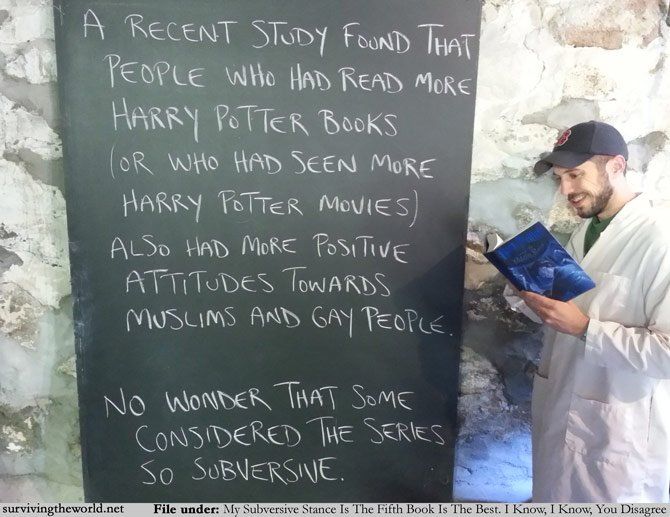 A RECENT STUDY FOUND THAT
PEOPLE WHO HAD READ MORE
HARRY POTTER BOOKS
(OR WHO HAD SEEN MORE
HARRY POTTER MOVIES)
ALSO HAD MORE POSITIVE
ATTITUDES TOWARDS
MUSLIMS AND GAY PEOPLE.
NO WONDER THAT SOME
CONSIDERED THE SERIES
SO SUBVERSIVE.
survivingtheworld.net File under: My Subversive Stance Is The Fifth Book Is The Best. I Know, I Know, You Disagree